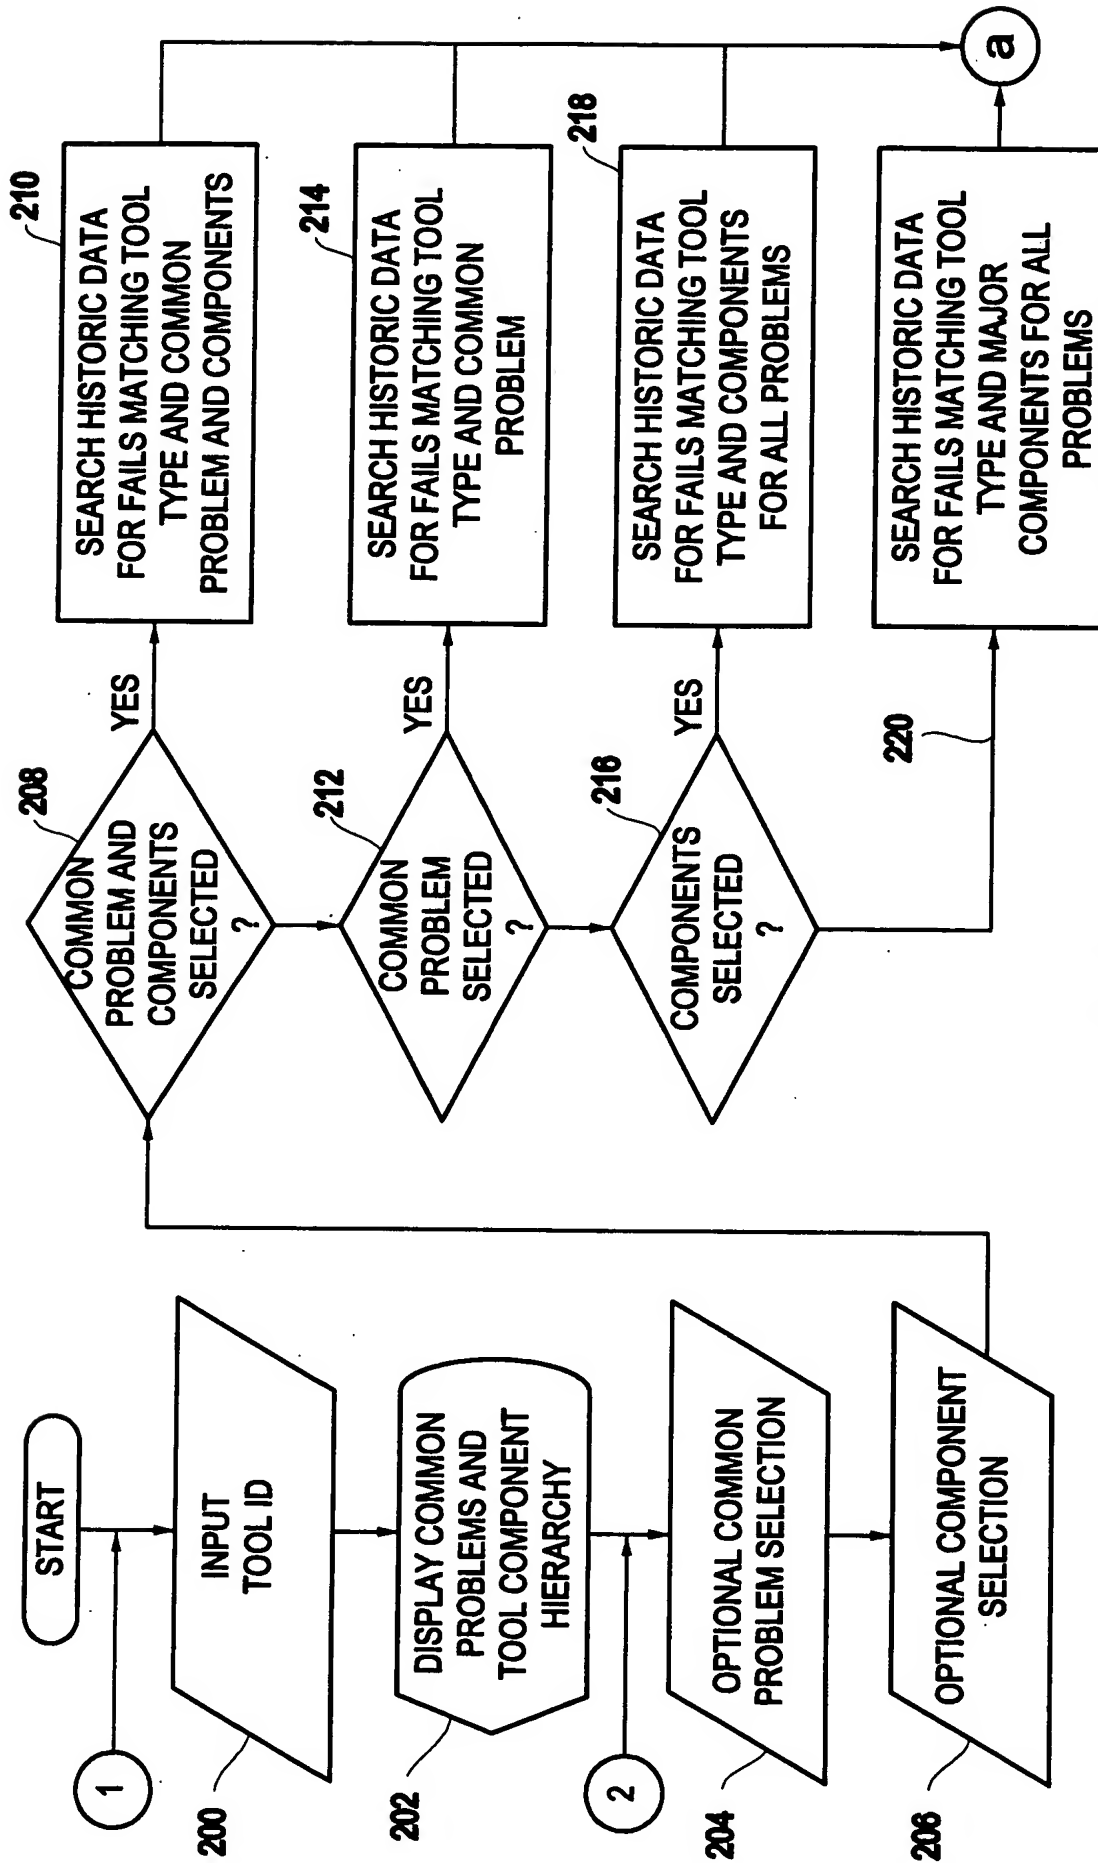 START
1
INPUT
TOOL ID
200
DISPLAY COMMON
PROBLEMS AND
TOOL COMPONENT
HIERARCHY
202
2
OPTIONAL COMMON
PROBLEM SELECTION
204
OPTIONAL COMPONENT
SELECTION
206
COMMON
PROBLEM AND
COMPONENTS
SELECTED
?
208
YES
SEARCH HISTORIC DATA
FOR FAILS MATCHING TOOL
TYPE AND COMMON
PROBLEM AND COMPONENTS
210
COMMON
PROBLEM
SELECTED
?
212
YES
SEARCH HISTORIC DATA
FOR FAILS MATCHING TOOL
TYPE AND COMMON
PROBLEM
214
COMPONENTS
SELECTED
?
216
YES
SEARCH HISTORIC DATA
FOR FAILS MATCHING TOOL
TYPE AND COMPONENTS
FOR ALL PROBLEMS
218
220
SEARCH HISTORIC DATA
FOR FAILS MATCHING TOOL
TYPE AND MAJOR
COMPONENTS FOR ALL
PROBLEMS
a